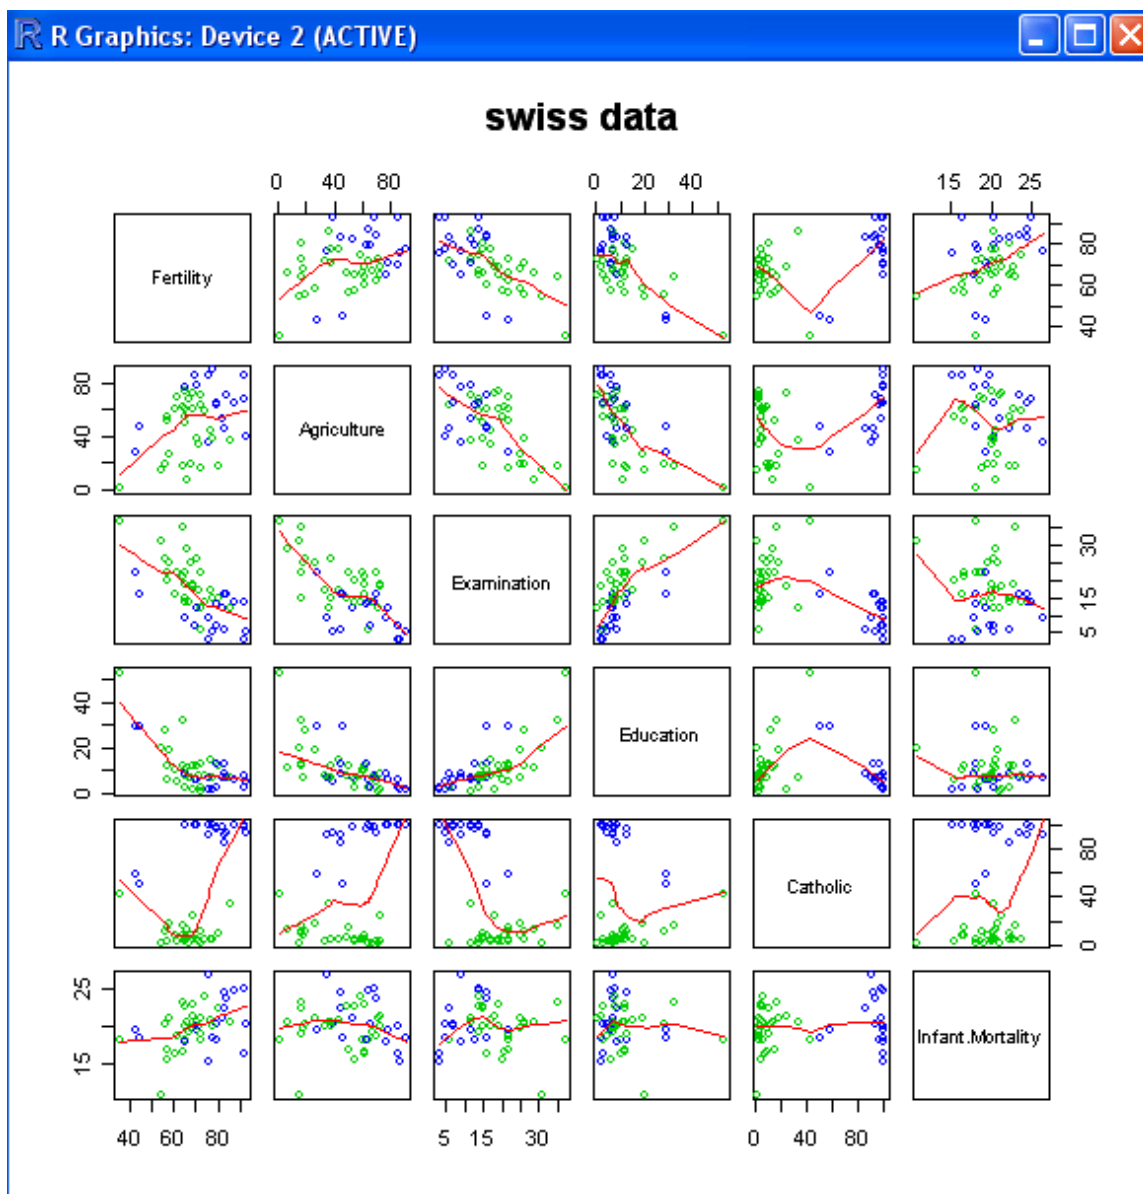 R R Graphics: Device 2 (ACTIVE)
swiss data
0 40 80 0 20 40 15 20 25
Fertility
40 60 80
0 40 80
Agriculture
Examination
5 15 30
0 20 40
Education
Catholic
0 40 80
15 25
Infant.Mortality
40 60 80 5 15 30 0 40 80